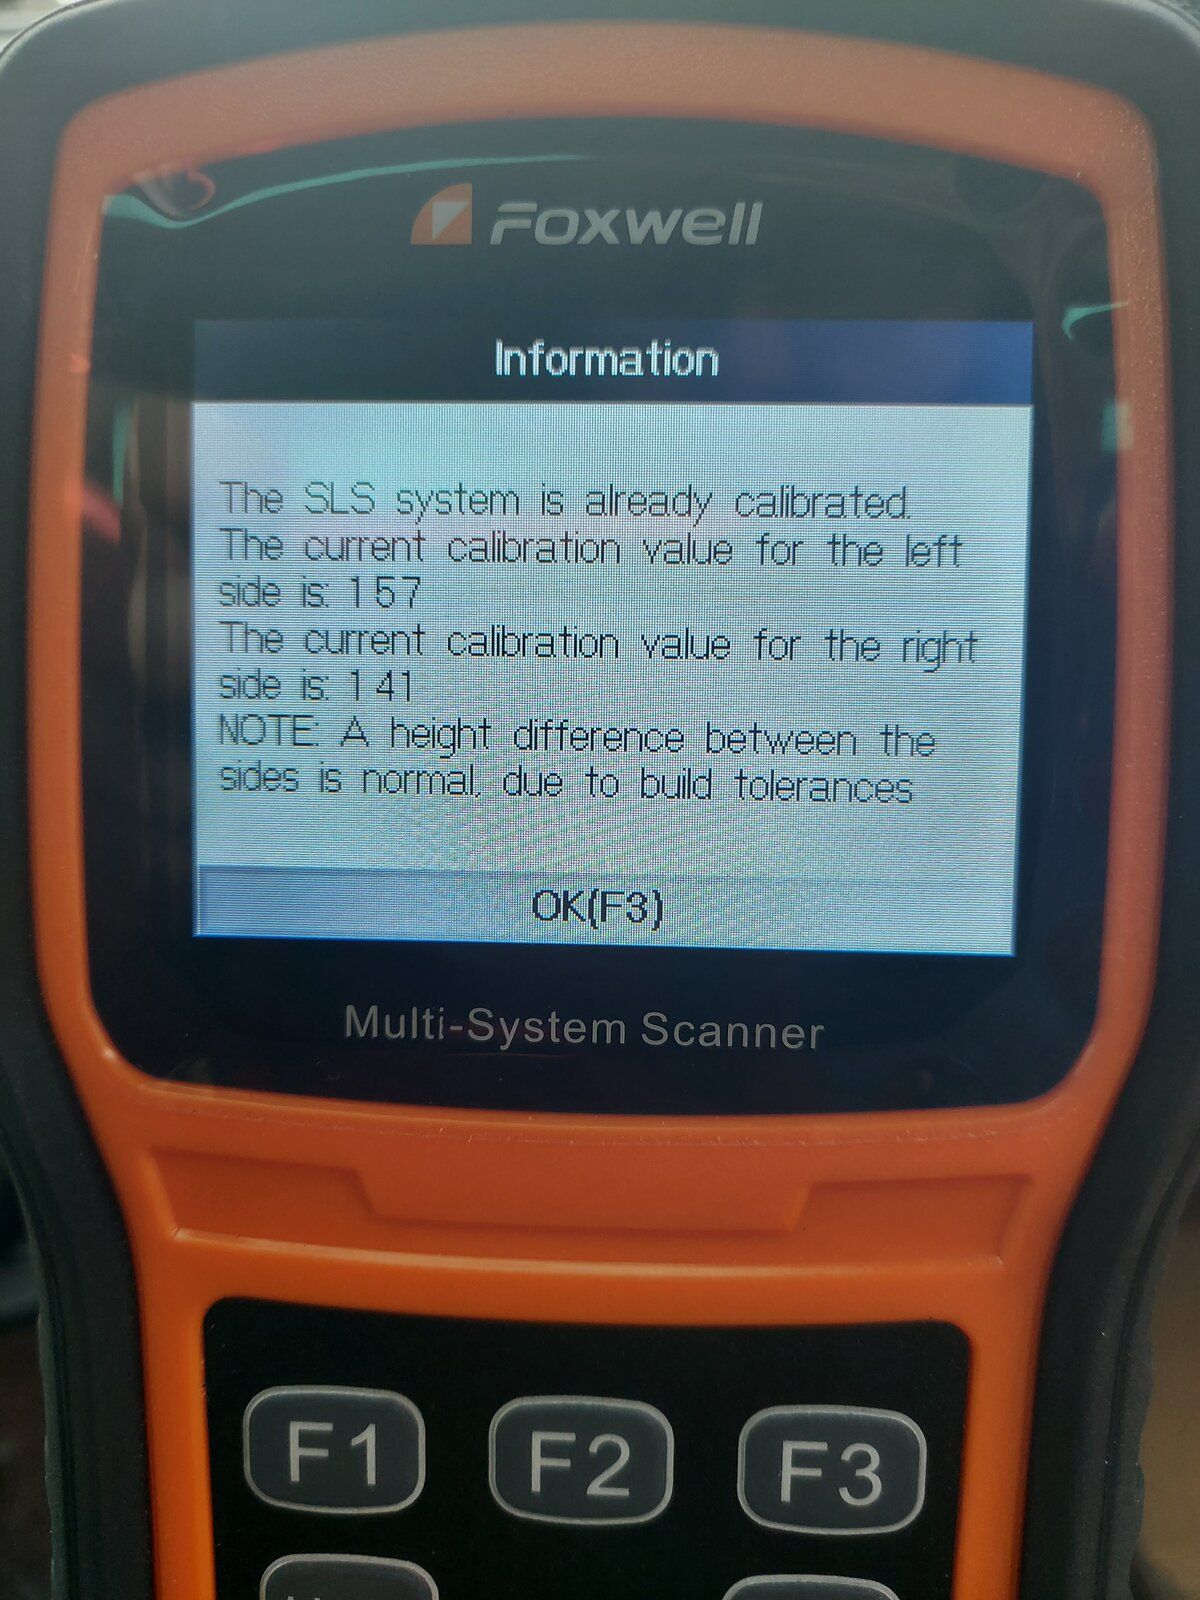 Foxwell
Information
The SLS system is already calibrated.
The current calibration value for the left
side is: 157
The current calibration value for the right
side is: 141
NOTE: A height difference between the
sides is normal, due to build tolerances
OK(F3)
Multi-System Scanner
F1 F2 F3